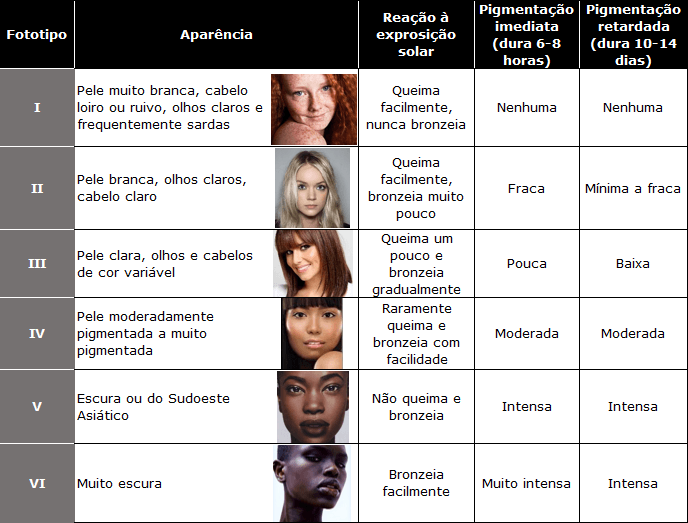 Fototipo
Aparência
Reação à
exprosição
solar
Pigmentação
imediata
(dura 6-8
horas)
Pigmentação
retardada
(dura 10-14
dias)
I
Pele muito branca, cabelo
loiro ou ruivo, olhos claros e
frequentemente sardas
Queima
facilmente,
nunca bronzeia
Nenhuma
Nenhuma
II
Pele branca, olhos claros,
cabelo claro
Queima
facilmente,
bronzeia muito
pouco
Fraca
Mínima a fraca
III
Pele clara, olhos e cabelos
de cor variável
Queima um
pouco e
bronzeia
gradualmente
Pouca
Baixa
IV
Pele moderadamente
pigmentada a muito
pigmentada
Raramente
queima e
bronzeia com
facilidade
Moderada
Moderada
V
Escura ou do Sudoeste
Asiático
Não queima e
bronzeia
Intensa
Intensa
VI
Muito escura
Bronzeia
facilmente
Muito intensa
Intensa